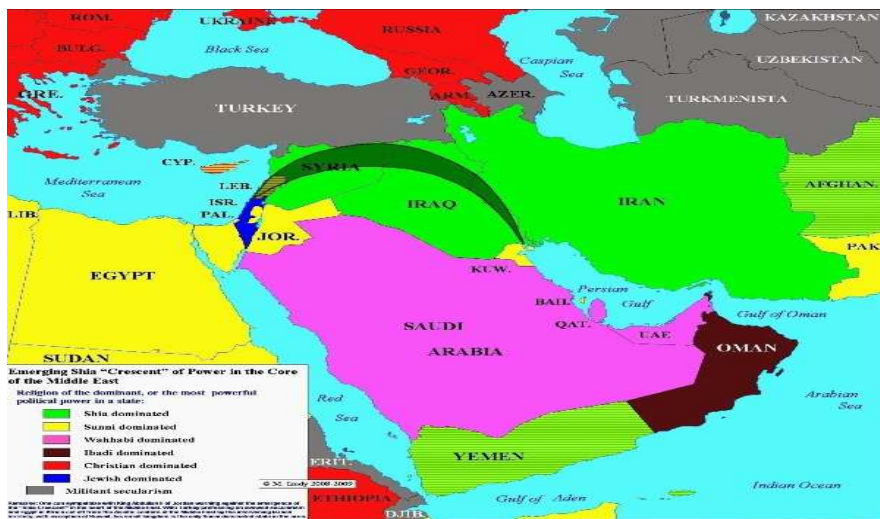 ROM.
UKRAINE
RUSSIA
KAZAKHSTAN
BULG.
Black Sea
Caspian
Sea
UZBEKISTAN
GEOR.
GRE.
TURKEY
ARM.
AZER.
TURKMENISTA
CYP.
SYRIA
Mediterranean
Sea
LEB.
ISR.
PAL.
IRAQ
IRAN
AFGHAN.
LIB.
JOR.
PAK
EGYPT
KUW.
Persian
Gulf
BAH.
QAT.
Gulf of Oman
SAUDI
ARABIA
UAE
OMAN
SUDAN
Emerging Shia “Crescent” of Power in the Core
of the Middle East
Religion of the dominant, or the most powerful
political power in a state:
Shia dominated
Sunni dominated
Wahhabi dominated
Ibadi dominated
Christian dominated
Jewish dominated
Militant secularism
Red
Sea
Arabian
Sea
YEMEN
ERIT.
© M. Izady 2008-2009
ETHIOPIA
DJIB.
Gulf of Aden
Indian Ocean